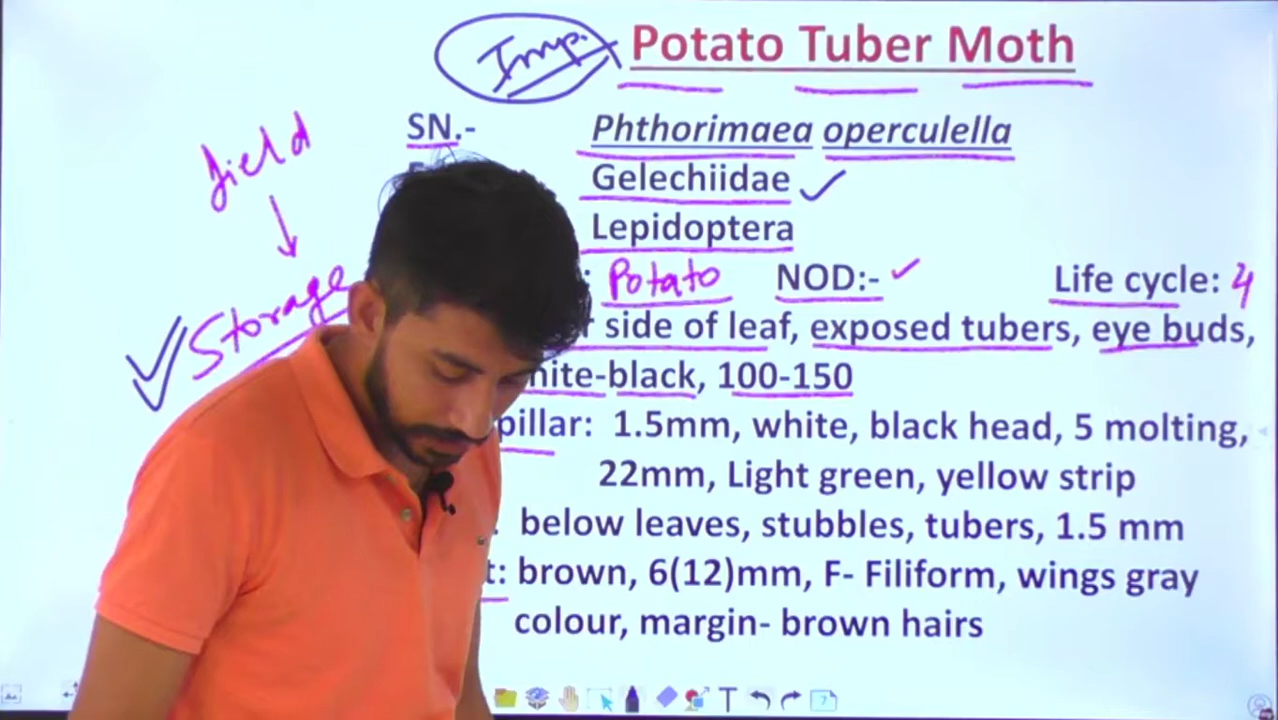 Imp. Potato Tuber Moth
field
Storage
SN.- Phthorimaea operculella
Gelechiidae
Lepidoptera
: Potato NOD:- Life cycle: 4
side of leaf, exposed tubers, eye buds,
hite-black, 100-150
pillar: 1.5mm, white, black head, 5 molting,
22mm, Light green, yellow strip
below leaves, stubbles, tubers, 1.5 mm
t: brown, 6(12)mm, F- Filiform, wings gray
colour, margin- brown hairs
T
7